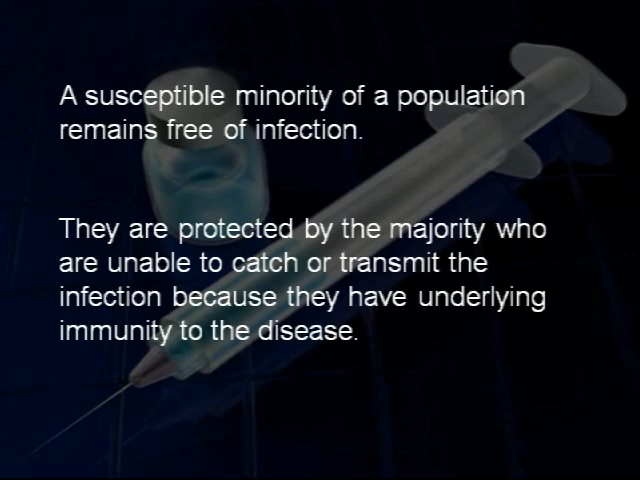 A susceptible minority of a population
remains free of infection.
They are protected by the majority who
are unable to catch or transmit the
infection because they have underlying
immunity to the disease.